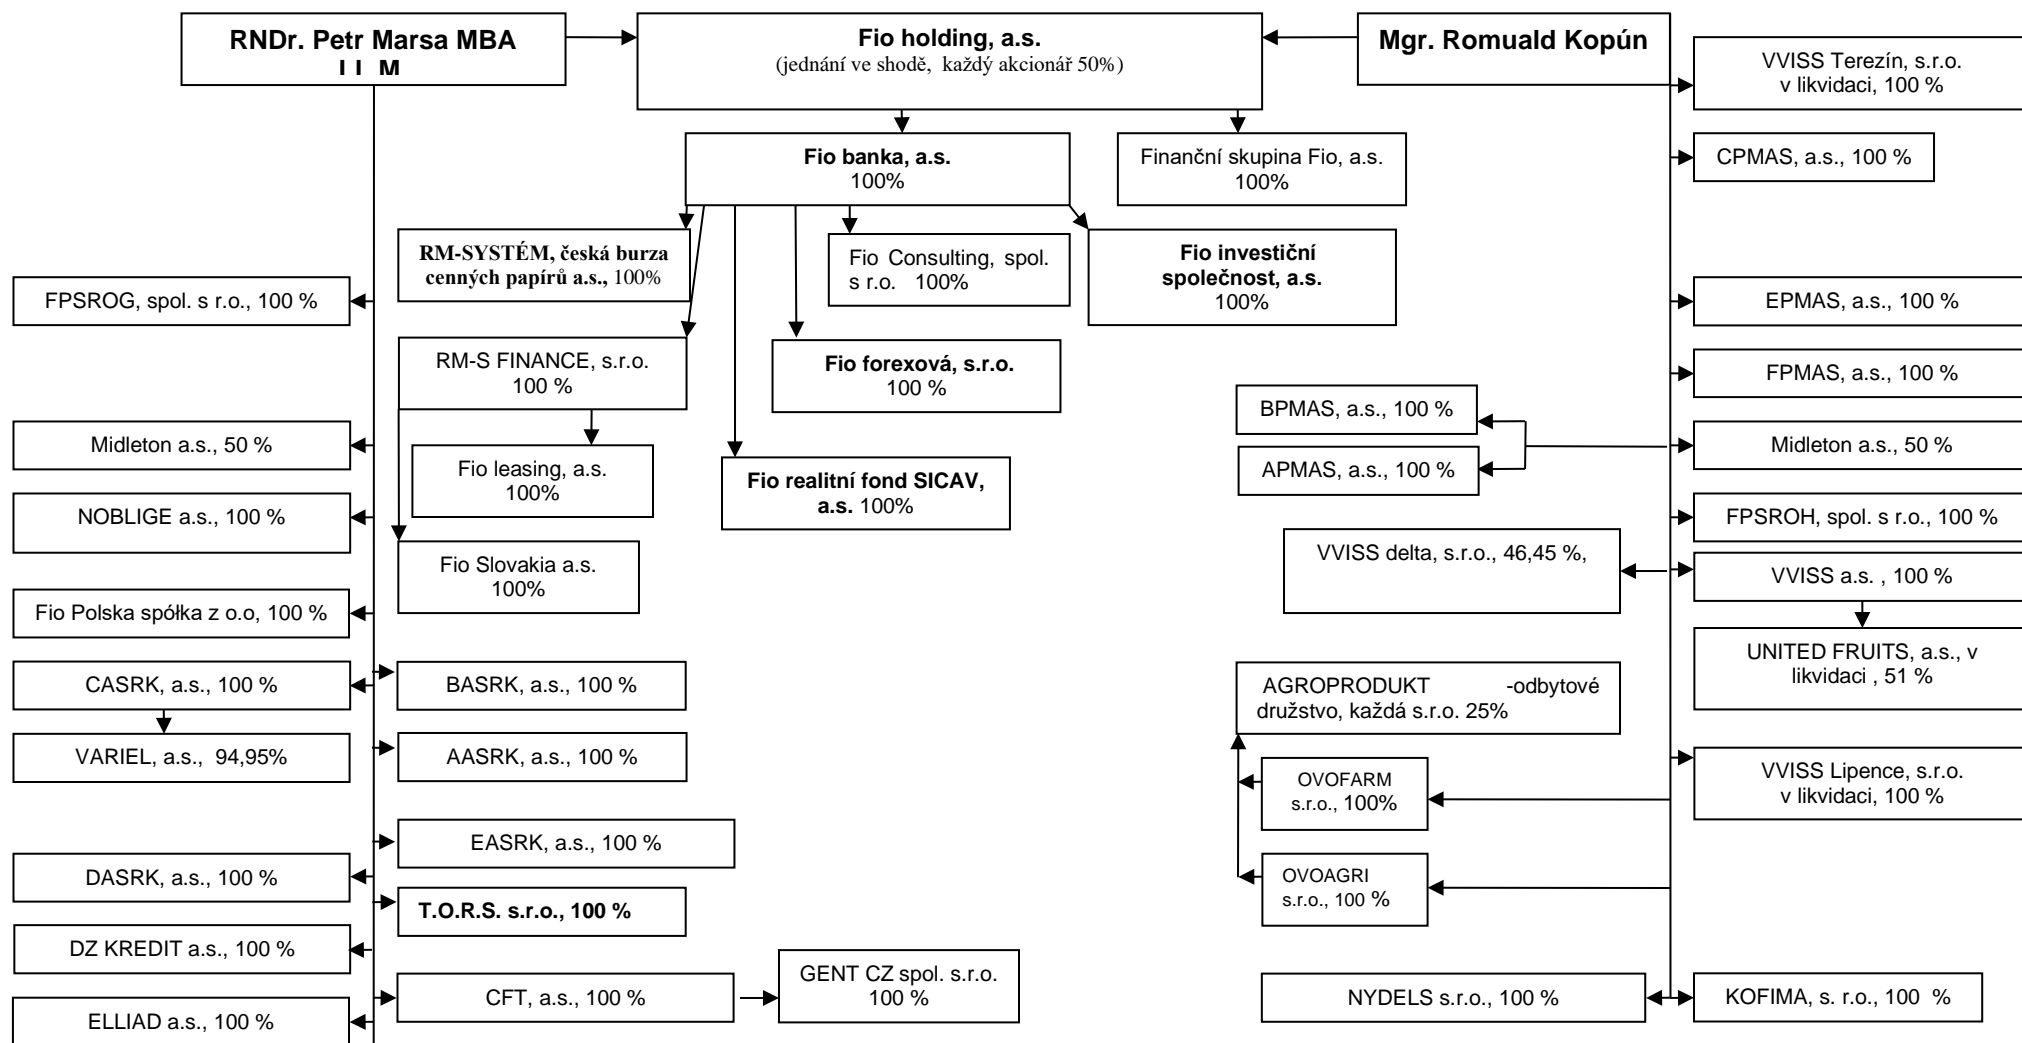 RNDr. Petr Marsa MBA
Fio holding, a.s.
(jednání ve shodě, každý akcionář 50%)
Mgr. Romuald Kopún
VVISS Terezín, s.r.o.
v likvidaci, 100 %
Fio banka, a.s.
100%
Finanční skupina Fio, a.s.
100%
CPMAS, a.s., 100 %
RM-SYSTÉM, česká burza
cenných papírů a.s., 100%
Fio Consulting, spol.
s r.o. 100%
Fio investiční
společnost, a.s.
100%
FPSROG, spol. s r.o., 100 %
EPMAS, a.s., 100 %
RM-S FINANCE, s.r.o.
100 %
Fio forexová, s.r.o.
100 %
FPMAS, a.s., 100 %
BPMAS, a.s., 100 %
Midleton a.s., 50 %
Midleton a.s., 50 %
Fio leasing, a.s.
100%
Fio realitní fond SICAV,
a.s. 100%
APMAS, a.s., 100 %
NOBLIGE a.s., 100 %
FPSROH, spol. s r.o., 100 %
Fio Slovakia a.s.
100%
VVISS delta, s.r.o., 46,45 %,
VVISS a.s. , 100 %
Fio Polska spółka z o.o, 100 %
UNITED FRUITS, a.s., v
likvidaci , 51 %
CASRK, a.s., 100 %
BASRK, a.s., 100 %
AGROPRODUKT -odbytové
družstvo, každá s.r.o. 25%
VARIEL, a.s., 94,95%
AASRK, a.s., 100 %
OVOFARM
s.r.o., 100%
VVISS Lipence, s.r.o.
v likvidaci, 100 %
EASRK, a.s., 100 %
DASRK, a.s., 100 %
OVOAGRI
s.r.o., 100 %
T.O.R.S. s.r.o., 100 %
DZ KREDIT a.s., 100 %
CFT, a.s., 100 %
GENT CZ spol. s.r.o.
100 %
NYDELS s.r.o., 100 %
KOFIMA, s. r.o., 100 %
ELLIAD a.s., 100 %